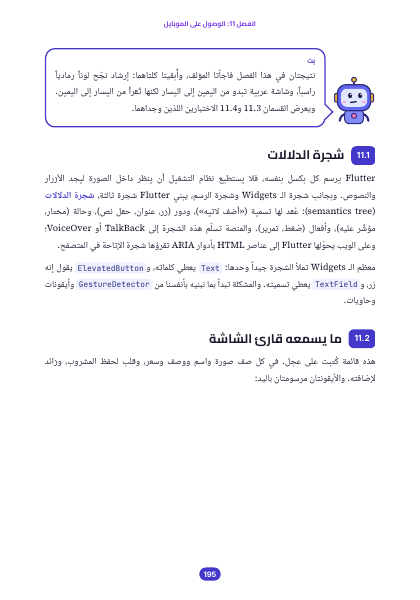 الفصل 11: الوصول على الموبايل
بت
نتيجتان في هذا الفصل فاجأتا المؤلف، وأبقيتا كلتاهما: إرشاد نجّح لوناً رمادياً
راسباً، وشاشة عربية تبدو من اليمين إلى اليسار لكنها تُقرأ من اليسار إلى اليمين.
ويعرض القسمان 11.3 و11.4 الاختبارين اللذين وجداهما.
11.1 شجرة الدلالات
Flutter يرسم كل بكسل بنفسه، فلا يستطيع نظام التشغيل أن ينظر داخل الصورة ليجد الأزرار
والنصوص. وبجانب شجرة الـ Widgets وشجرة الرسم، يبني Flutter شجرة ثالثة، شجرة الدلالات
(semantics tree): عُقد لها تسمية («أضف لاتيه»)، ودور (زر، عنوان، حقل نص)، وحالة (مختار،
مؤشَّر عليه)، وأفعال (اضغط، تمرير). والمنصة تسلّم هذه الشجرة إلى TalkBack أو VoiceOver؛
وعلى الويب يحوّلها Flutter إلى عناصر HTML بأدوار ARIA تقرؤها شجرة الإتاحة في المتصفح.
معظم الـ Widgets تملأ الشجرة جيداً وحدها: Text يعطي كلماته، و ElevatedButton يقول إنه
زر، و TextField يعطي تسميته. والمشكلة تبدأ بما نبنيه بأنفسنا من GestureDetector وأيقونات
وحاويات.
11.2 ما يسمعه قارئ الشاشة
هذه قائمة كُتبت على عجل. في كل صف صورة واسم ووصف وسعر، وقلب لحفظ المشروب، وزائد
لإضافته. والأيقونتان مرسومتان باليد:
195